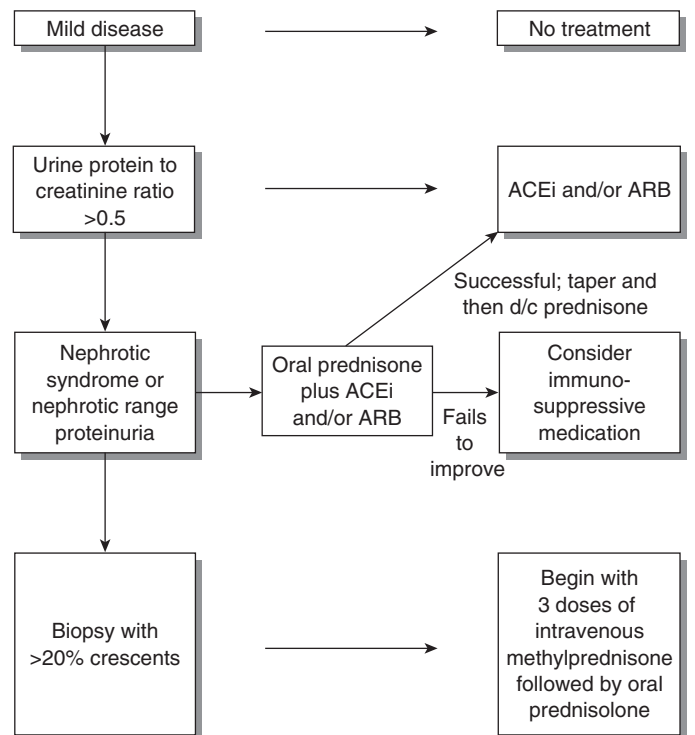 Mild disease
No treatment
Urine protein to
creatinine ratio
>0.5
ACEi and/or ARB
Successful; taper and
then d/c prednisone
Nephrotic
syndrome or
nephrotic range
proteinuria
Oral prednisone
plus ACEi
and/or ARB
Fails
to
improve
Consider
immuno-
suppressive
medication
Biopsy with
>20% crescents
Begin with
3 doses of
intravenous
methylprednisone
followed by oral
prednisolone